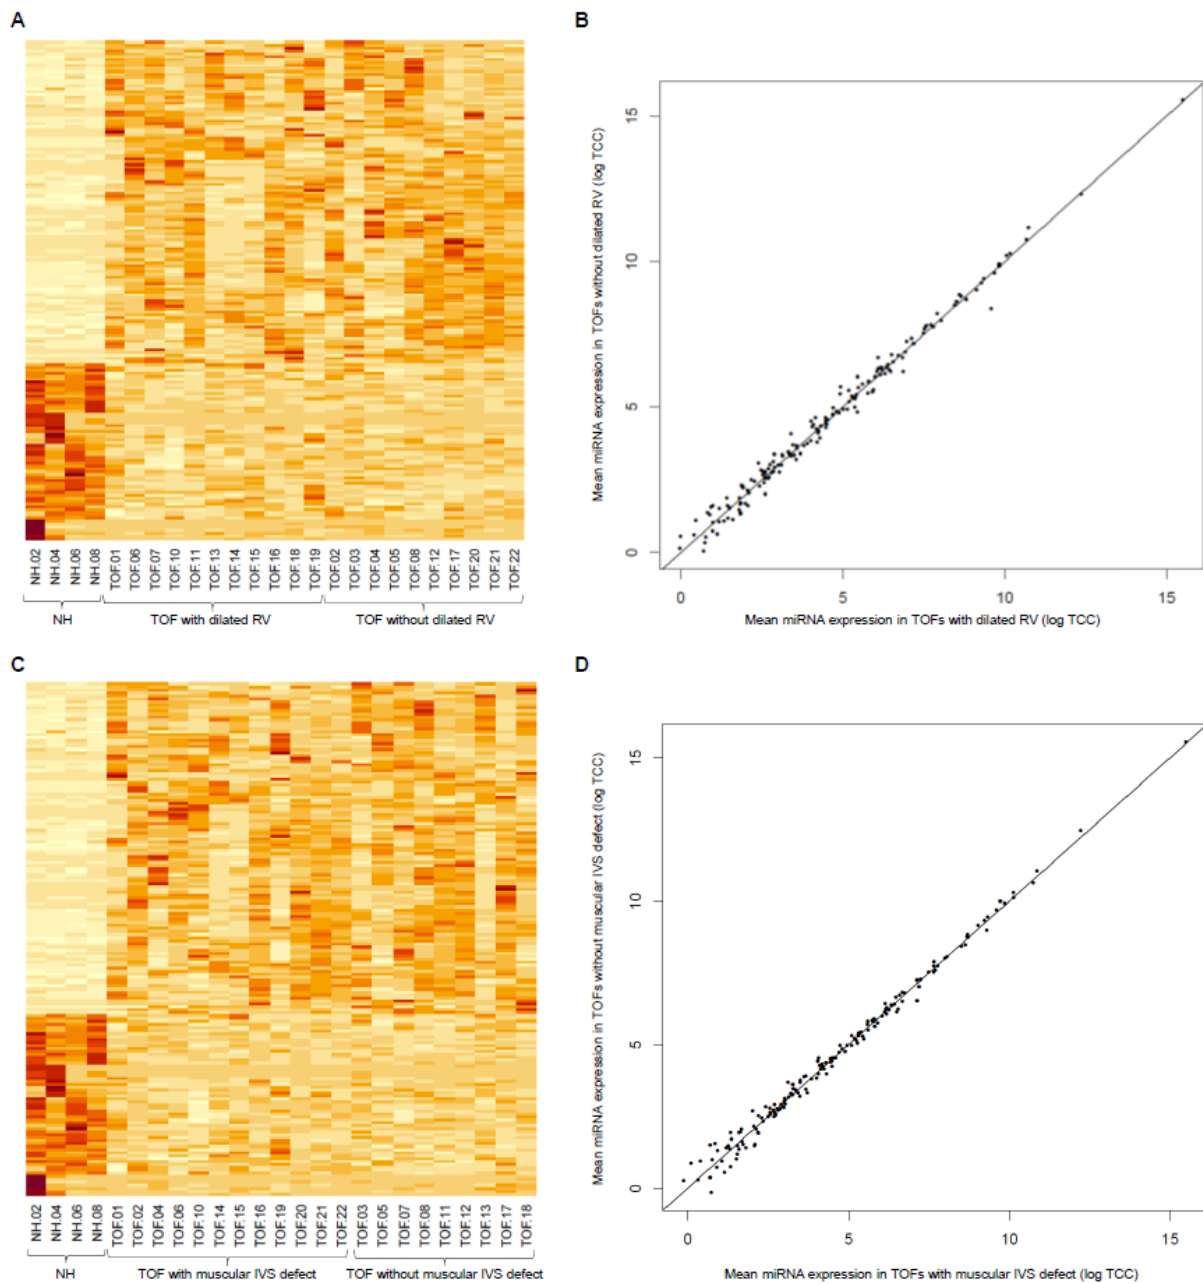 A
B
Mean miRNA expression in TOFs without dilated RV (log TCC)
15
10
5
0
0 5 10 15
Mean miRNA expression in TOFs with dilated RV (log TCC)
NH.02 NH.04 NH.06 NH.08 TOF.01 TOF.06 TOF.07 TOF.10 TOF.11 TOF.13 TOF.14 TOF.15 TOF.16 TOF.18 TOF.19 TOF.02 TOF.03 TOF.04 TOF.05 TOF.08 TOF.12 TOF.17 TOF.20 TOF.21 TOF.22
NH TOF with dilated RV TOF without dilated RV
C
D
Mean miRNA expression in TOFs without muscular IVS defect (log TCC)
15
10
5
0
0 5 10 15
Mean miRNA expression in TOFs with muscular IVS defect (log TCC)
NH.02 NH.04 NH.06 NH.08 TOF.01 TOF.02 TOF.04 TOF.06 TOF.10 TOF.14 TOF.15 TOF.16 TOF.19 TOF.20 TOF.21 TOF.22 TOF.03 TOF.05 TOF.07 TOF.08 TOF.11 TOF.12 TOF.13 TOF.17 TOF.18
NH TOF with muscular IVS defect TOF without muscular IVS defect